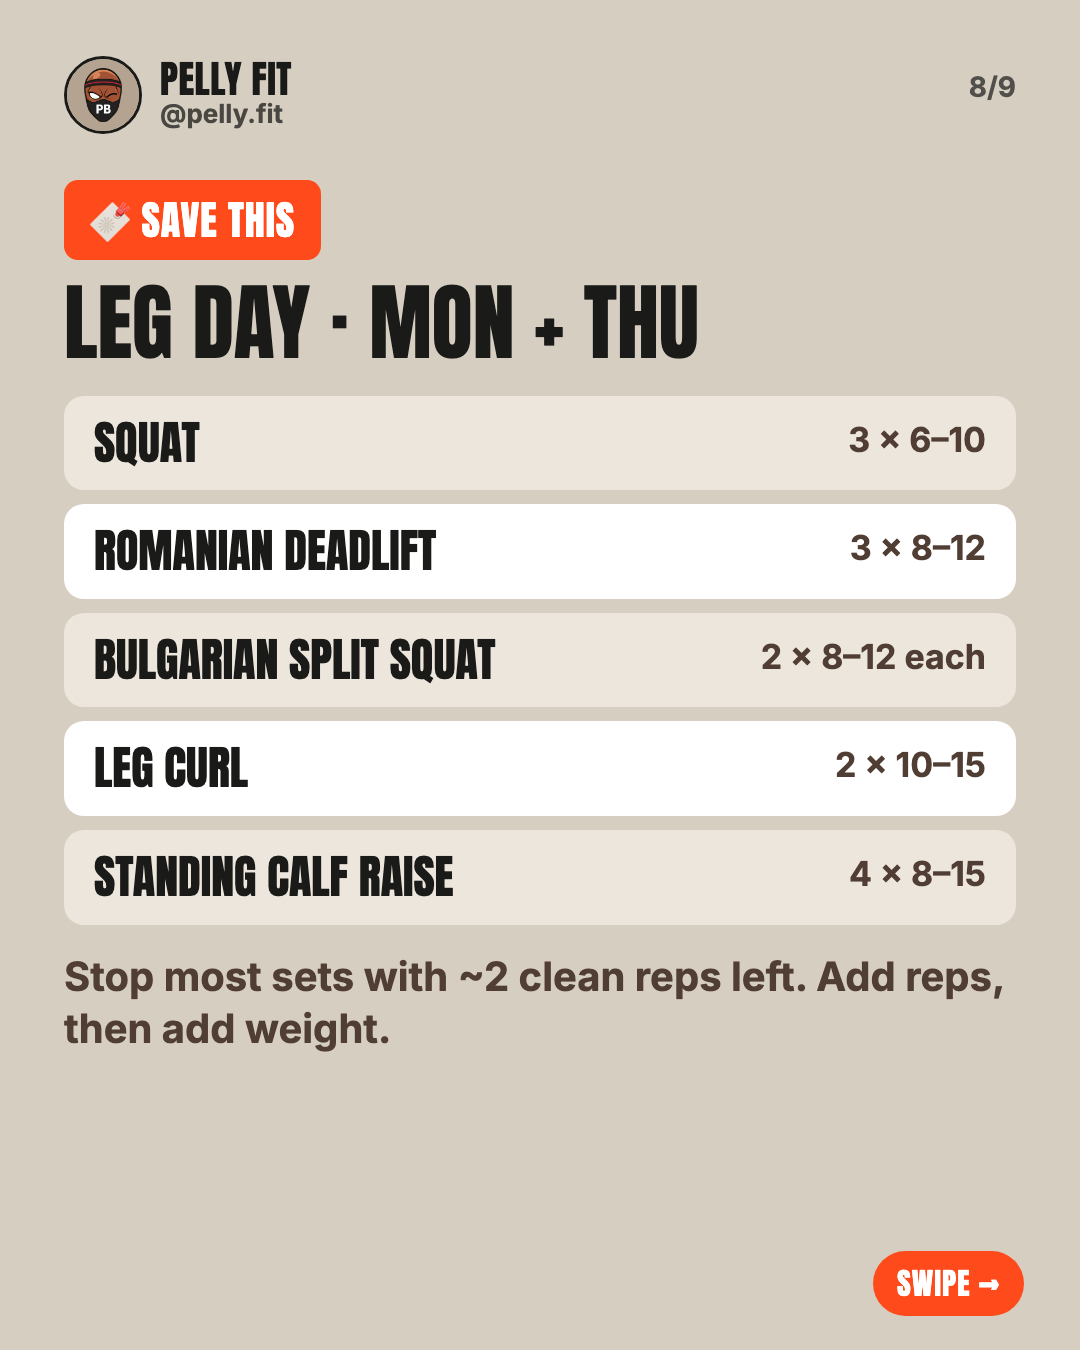 PB
PELLY FIT
@pelly.fit
8/9
SAVE THIS
LEG DAY · MON + THU
SQUAT 3 × 6–10
ROMANIAN DEADLIFT 3 × 8–12
BULGARIAN SPLIT SQUAT 2 × 8–12 each
LEG CURL 2 × 10–15
STANDING CALF RAISE 4 × 8–15
Stop most sets with ~2 clean reps left. Add reps,
then add weight.
SWIPE →